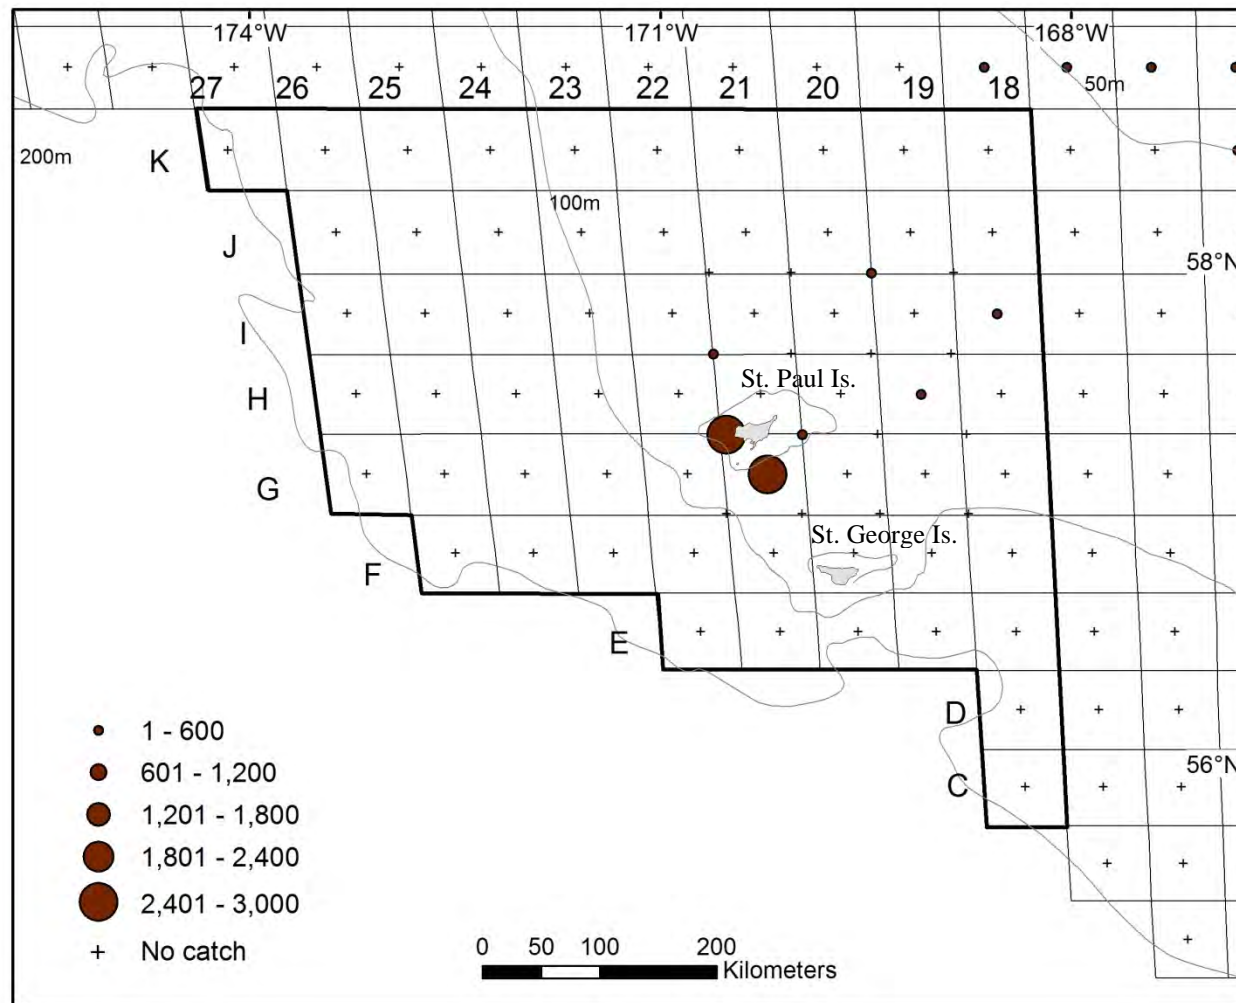 174°W 171°W 168°W
27 26 25 24 23 22 21 20 19 18
50m
200m
K
100m
J
58°N
I
St. Paul Is.
H
G
St. George Is.
F
E
D
56°N
C
1 - 600
601 - 1,200
1,201 - 1,800
1,801 - 2,400
2,401 - 3,000
No catch
0 50 100 200
Kilometers